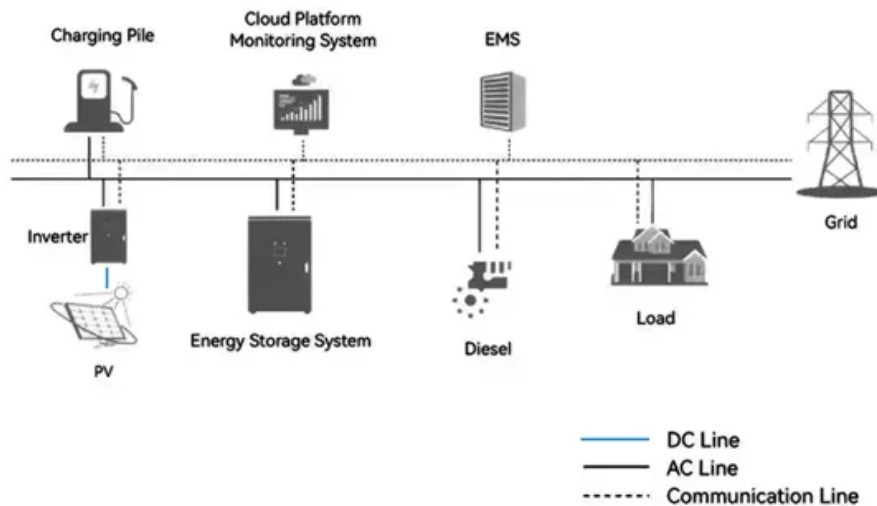 Charging Pile
Cloud Platform
Monitoring System
EMS
Grid
Inverter
PV
Energy Storage System
Diesel
Load
DC Line
AC Line
Communication Line